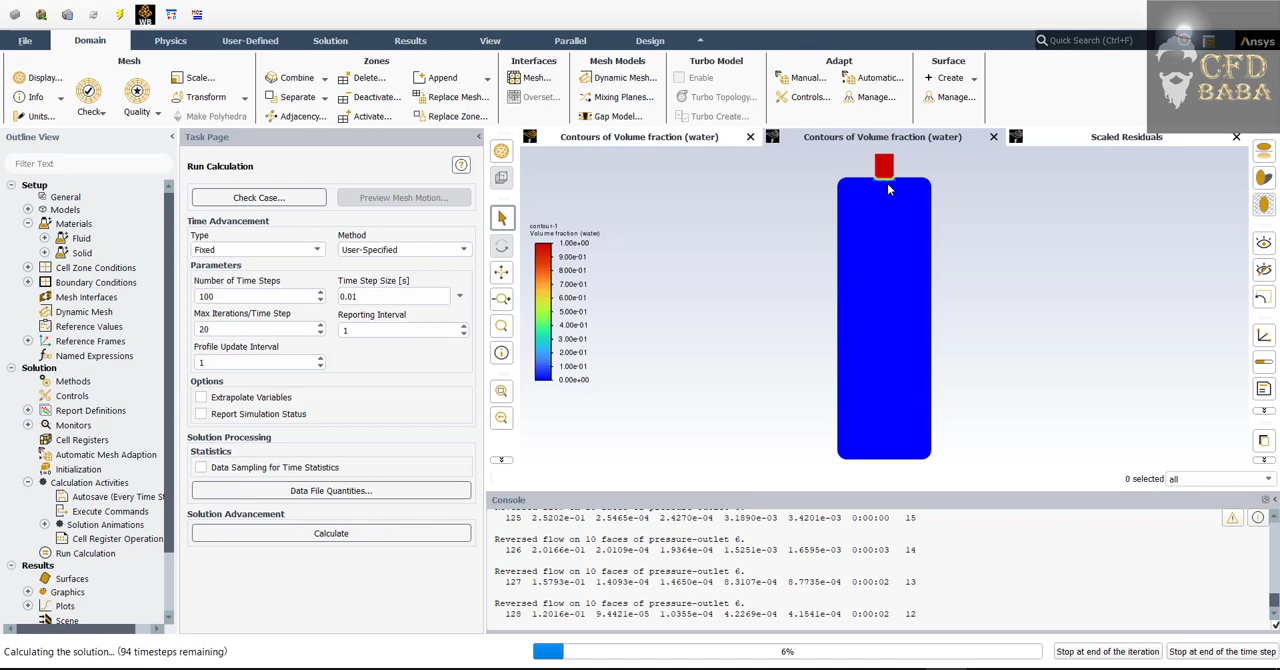 WB
File
Domain
Physics
User-Defined
Solution
Results
View
Parallel
Design
Quick Search (Ctrl+F)
Ansys
CFD
BABA
Mesh
Zones
Interfaces
Mesh Models
Turbo Model
Adapt
Surface
Display...
Info
Units...
Check
Quality
Scale...
Transform
Make Polyhedra
Combine
Separate
Adjacency...
Delete...
Deactivate...
Activate...
Append
Replace Mesh...
Replace Zone...
Mesh...
Overset...
Dynamic Mesh...
Mixing Planes...
Gap Model...
Enable
Turbo Topology...
Turbo Create...
Manual...
Controls...
Automatic...
Manage...
Create
Manage...
Outline View
Filter Text
Setup
General
Models
Materials
Fluid
Solid
Cell Zone Conditions
Boundary Conditions
Mesh Interfaces
Dynamic Mesh
Reference Values
Reference Frames
Named Expressions
Solution
Methods
Controls
Report Definitions
Monitors
Cell Registers
Automatic Mesh Adaption
Initialization
Calculation Activities
Autosave (Every Time S
Execute Commands
Solution Animations
Cell Register Operation
Run Calculation
Results
Surfaces
Graphics
Plots
Scene
Task Page
Run Calculation
Check Case...
Preview Mesh Motion...
Time Advancement
Type
Method
Fixed
User-Specified
Parameters
Number of Time Steps
Time Step Size [s]
100
0.01
Max Iterations/Time Step
Reporting Interval
20
1
Profile Update Interval
1
Options
Extrapolate Variables
Report Simulation Status
Solution Processing
Statistics
Data Sampling for Time Statistics
Data File Quantities...
Solution Advancement
Calculate
Contours of Volume fraction (water)
Contours of Volume fraction (water)
Scaled Residuals
contour-1
Volume fraction (water)
1.00e+00
9.00e-01
8.00e-01
7.00e-01
6.00e-01
5.00e-01
4.00e-01
3.00e-01
2.00e-01
1.00e-01
0.00e+00
0 selected
all
Console
Reversed flow on 10 faces of pressure-outlet 6.
125 2.5202e-01 2.5465e-04 2.4270e-04 3.1890e-03 3.4201e-03 0:00:00 15
Reversed flow on 10 faces of pressure-outlet 6.
126 2.0166e-01 2.0109e-04 1.9364e-04 1.5251e-03 1.6595e-03 0:00:03 14
Reversed flow on 10 faces of pressure-outlet 6.
127 1.5793e-01 1.4093e-04 1.4650e-04 8.3107e-04 8.7735e-04 0:00:02 13
Reversed flow on 10 faces of pressure-outlet 6.
128 1.2016e-01 9.4421e-05 1.0355e-04 4.2269e-04 4.1541e-04 0:00:02 12
Calculating the solution... (94 timesteps remaining)
6%
Stop at end of the iteration
Stop at end of the time step